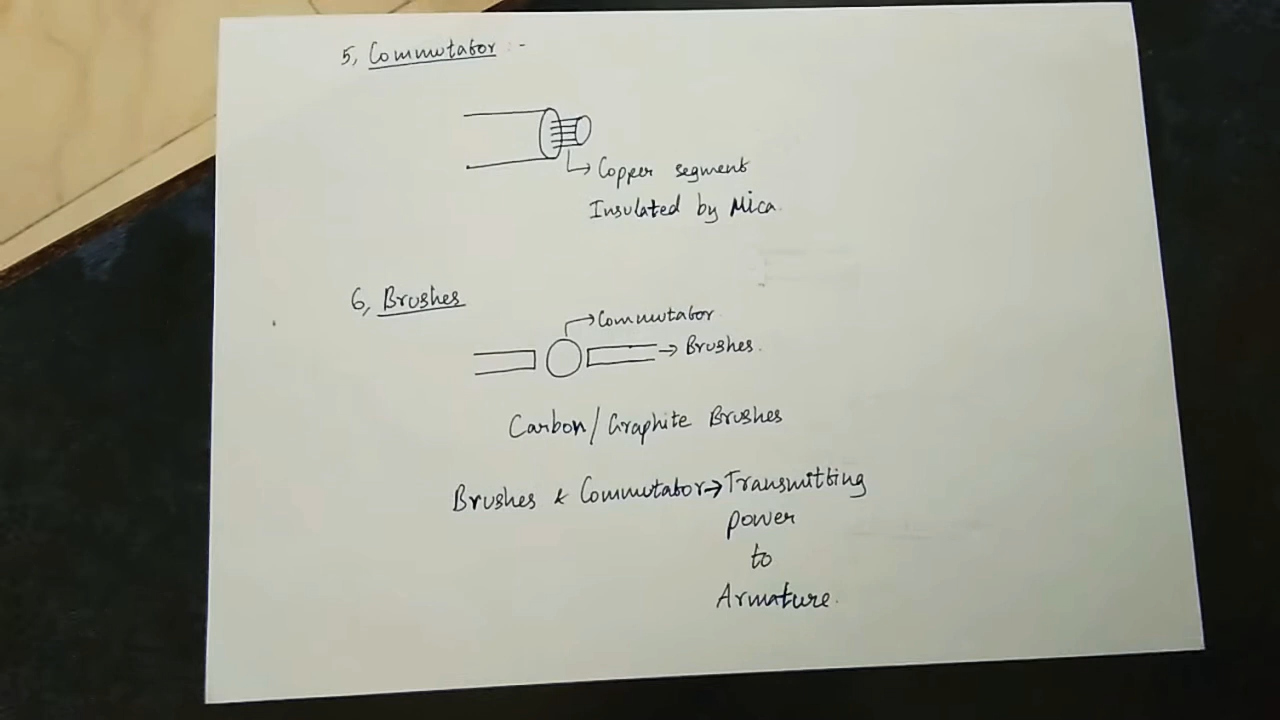 5, Commutator :-
Copper segment
Insulated by Mica.
6, Brushes
Commutator.
Brushes.
Carbon/Graphite Brushes
Brushes & Commutator → Transmitting
power
to
Armature.